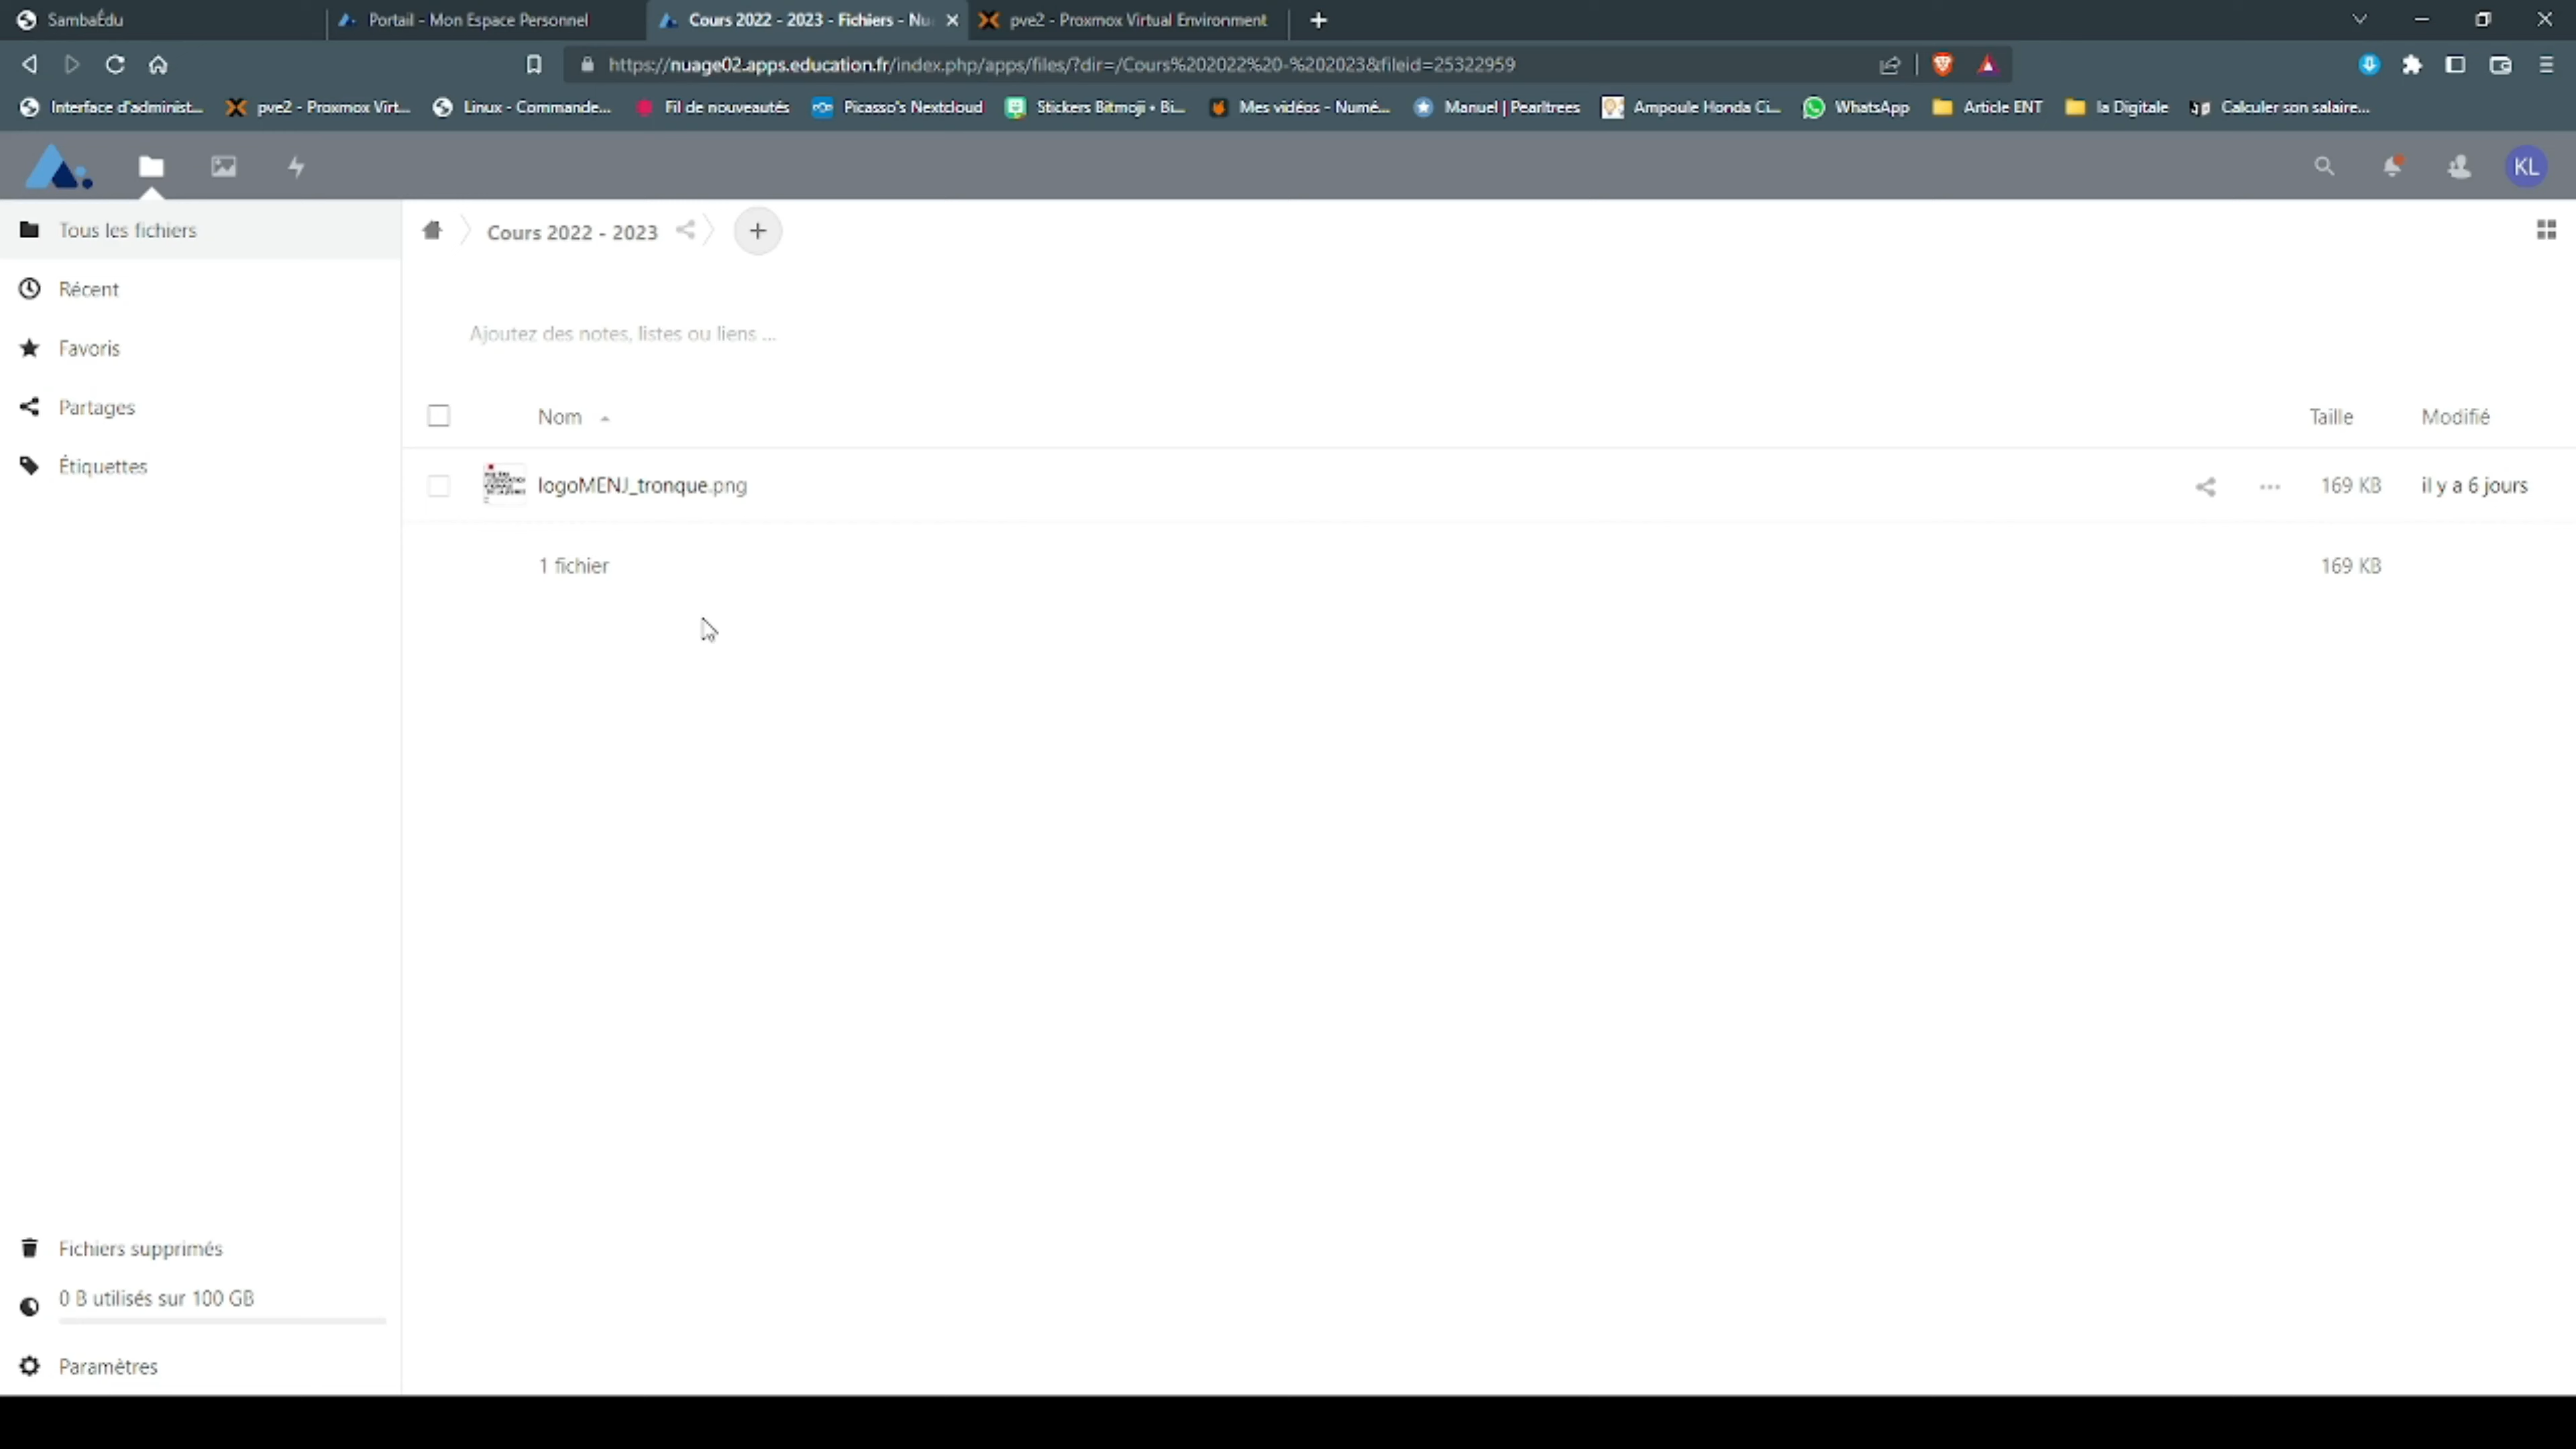 SambaÉdu
Portail - Mon Espace Personnel
Cours 2022 - 2023 - Fichiers - Nu
pve2 - Proxmox Virtual Environment
https://nuage02.apps.education.fr/index.php/apps/files/?dir=/Cours%202022%20-%202023&fileid=25322959
Interface d'administ...
pve2 - Proxmox Virt...
Linux - Commande...
Fil de nouveautés
Picasso's Nextcloud
Stickers Bitmoji • Bi...
Mes vidéos - Numé...
Manuel | Pearltrees
Ampoule Honda Ci...
WhatsApp
Article ENT
la Digitale
Calculer son salaire...
KL
Tous les fichiers
Récent
Favoris
Partages
Étiquettes
Cours 2022 - 2023
Ajoutez des notes, listes ou liens ...
Nom
Taille
Modifié
logoMENJ_tronque.png
169 KB
il y a 6 jours
1 fichier
169 KB
Fichiers supprimés
0 B utilisés sur 100 GB
Paramètres